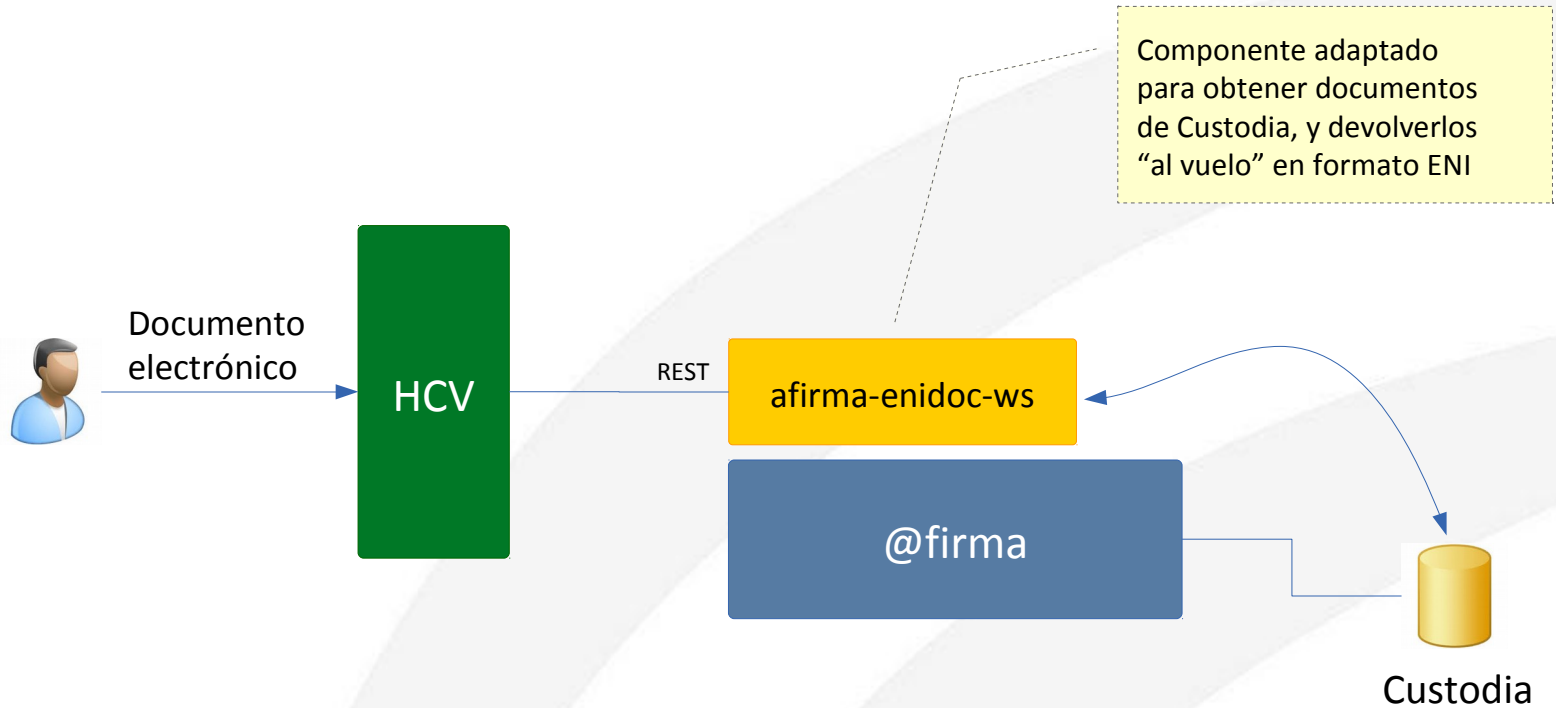 Componente adaptado
para obtener documentos
de Custodia, y devolverlos
“al vuelo” en formato ENI
Documento
electrónico
HCV
REST
afirma-enidoc-ws
@firma
Custodia